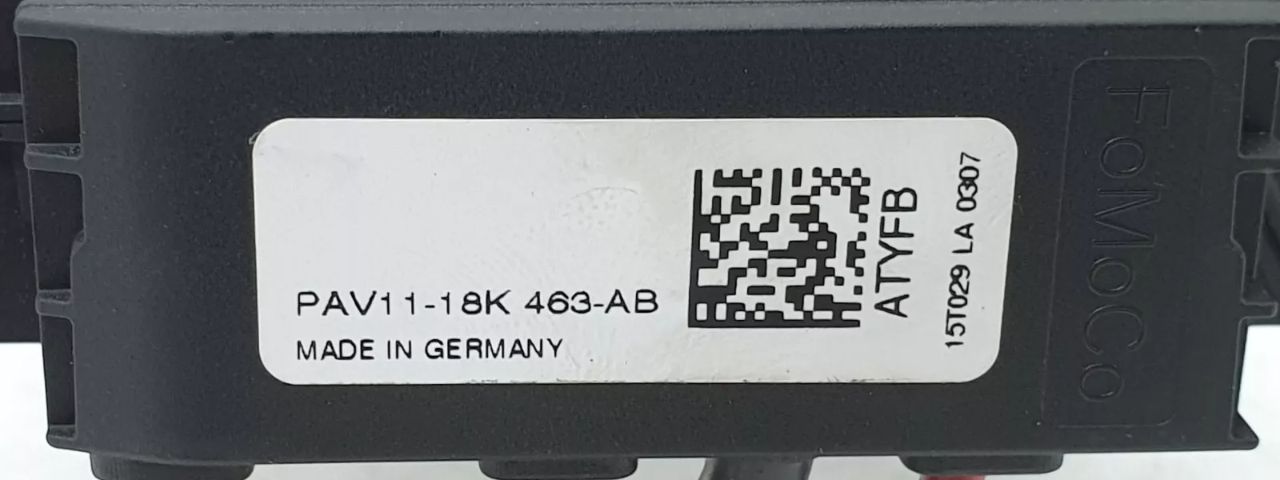 PAV11-18K 463-AB
MADE IN GERMANY
ATYFB
15T029 LA 0307
FoMoCo